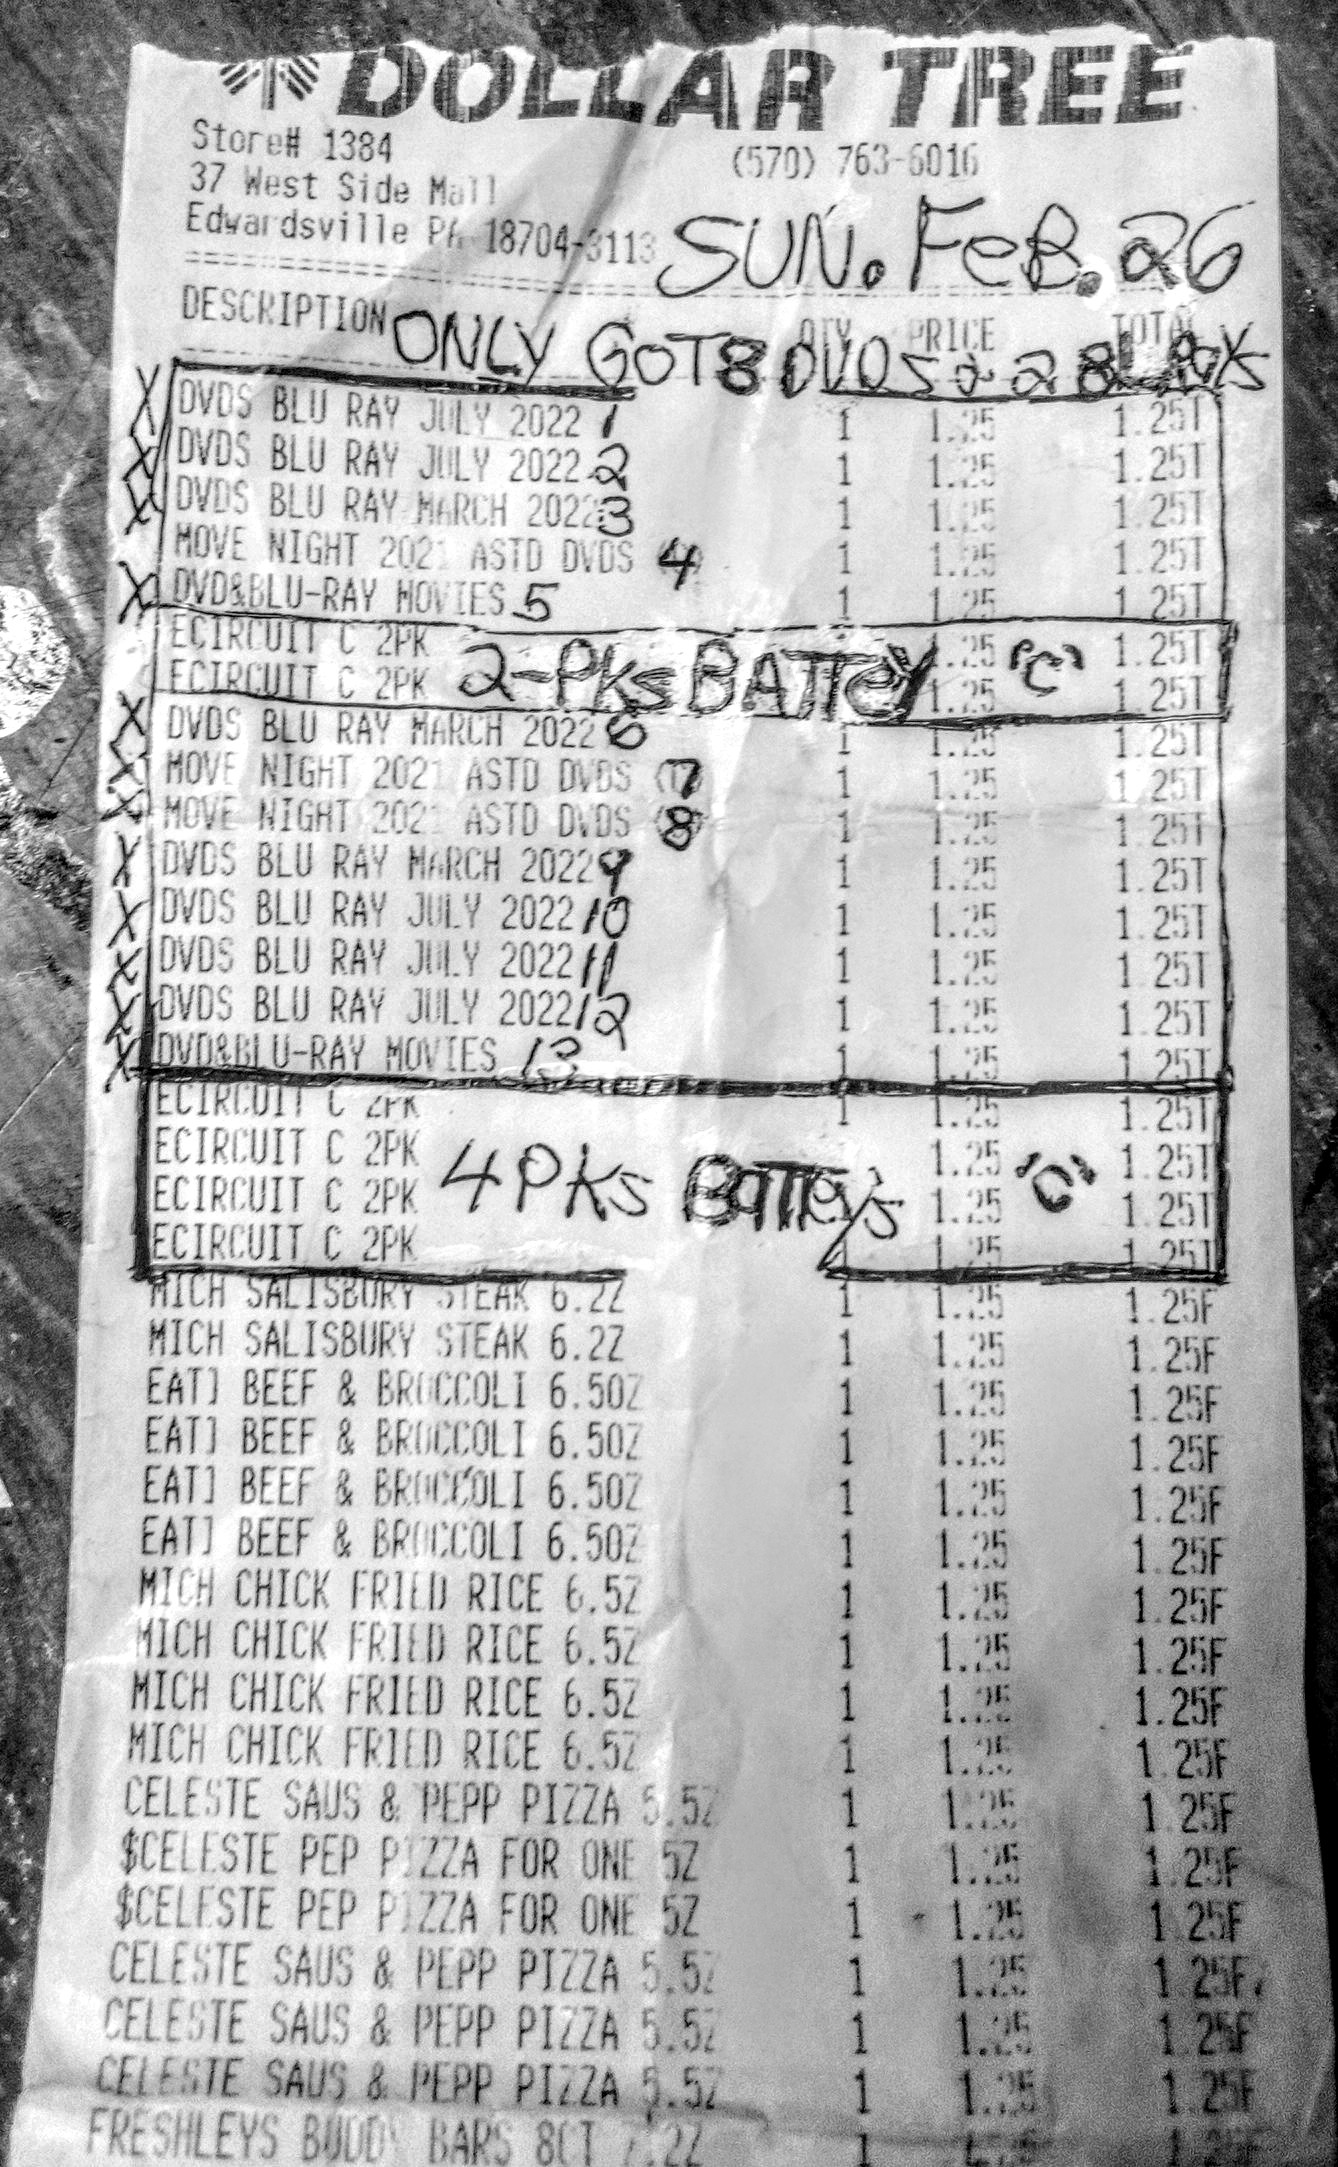 DOLLAR TREE
Store# 1384 (570) 763-6016
37 West Side Mall
Edwardsville PA 18704-3113 SUN. FeB. 26
DESCRIPTION QTY PRICE TOTAL
ONLY GOT 8 DVDs
X DVDS BLU RAY JULY 2022 1 1 1.25 1.25T
X DVDS BLU RAY JULY 2022 2 1 1.25 1.25T
X DVDS BLU RAY MARCH 2022 3 1 1.25 1.25T
MOVE NIGHT 2021 ASTD DVDS 4 1 1.25 1.25T
X DVD&BLU-RAY MOVIES 5 1 1.25 1.25T
ECIRCUIT C 2PK 1.25 1.25T
2-PKs BATTeY "C"
ECIRCUIT C 2PK 1.25 1.25T
X DVDS BLU RAY MARCH 2022 6 1 1.25 1.25T
X MOVE NIGHT 2021 ASTD DVDS 7 1 1.25 1.25T
X MOVE NIGHT 2021 ASTD DVDS 8 1 1.25 1.25T
X DVDS BLU RAY MARCH 2022 9 1 1.25 1.25T
X DVDS BLU RAY JULY 2022 10 1 1.25 1.25T
X DVDS BLU RAY JULY 2022 11 1 1.25 1.25T
X DVDS BLU RAY JULY 2022 12 1 1.25 1.25T
X DVD&BLU-RAY MOVIES 13 1 1.25 1.25T
ECIRCUIT C 2PK 1 1.25 1.25T
ECIRCUIT C 2PK 1.25 1.25T
4 PKs BaTTey's "C"
ECIRCUIT C 2PK 1.25 1.25T
ECIRCUIT C 2PK 1 1.25 1.25T
MICH SALISBURY STEAK 6.2Z 1 1.25 1.25F
MICH SALISBURY STEAK 6.2Z 1 1.25 1.25F
EAT] BEEF & BROCCOLI 6.5OZ 1 1.25 1.25F
EAT] BEEF & BROCCOLI 6.5OZ 1 1.25 1.25F
EAT] BEEF & BROCCOLI 6.5OZ 1 1.25 1.25F
EAT] BEEF & BROCCOLI 6.5OZ 1 1.25 1.25F
MICH CHICK FRIED RICE 6.5Z 1 1.25 1.25F
MICH CHICK FRIED RICE 6.5Z 1 1.25 1.25F
MICH CHICK FRIED RICE 6.5Z 1 1.25 1.25F
MICH CHICK FRIED RICE 6.5Z 1 1.25 1.25F
CELESTE SAUS & PEPP PIZZA 5.5Z 1 1.25 1.25F
$CELESTE PEP PIZZA FOR ONE 5Z 1 1.25 1.25F
$CELESTE PEP PIZZA FOR ONE 5Z 1 1.25 1.25F
CELESTE SAUS & PEPP PIZZA 5.5Z 1 1.25 1.25F
CELESTE SAUS & PEPP PIZZA 5.5Z 1 1.25 1.25F
CELESTE SAUS & PEPP PIZZA 5.5Z 1 1.25 1.25F
FRESHLEYS BUDDY BARS 8CT 7.2Z 1 1.25 1.25F